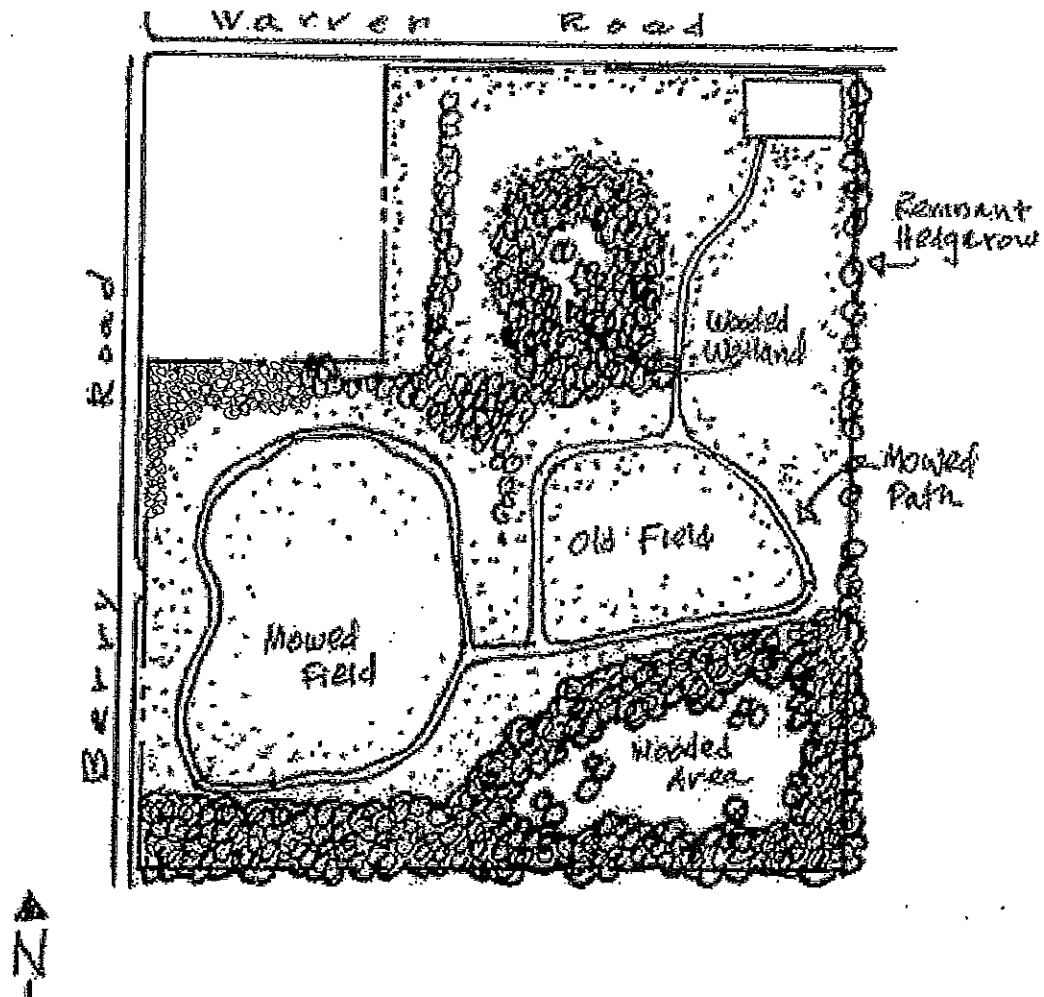 Warren Road
Remnant
Hedgerow
Wooded
Wetland
Berry Road
Mowed
Path
Old Field
Mowed
Field
Wooded
Area
N